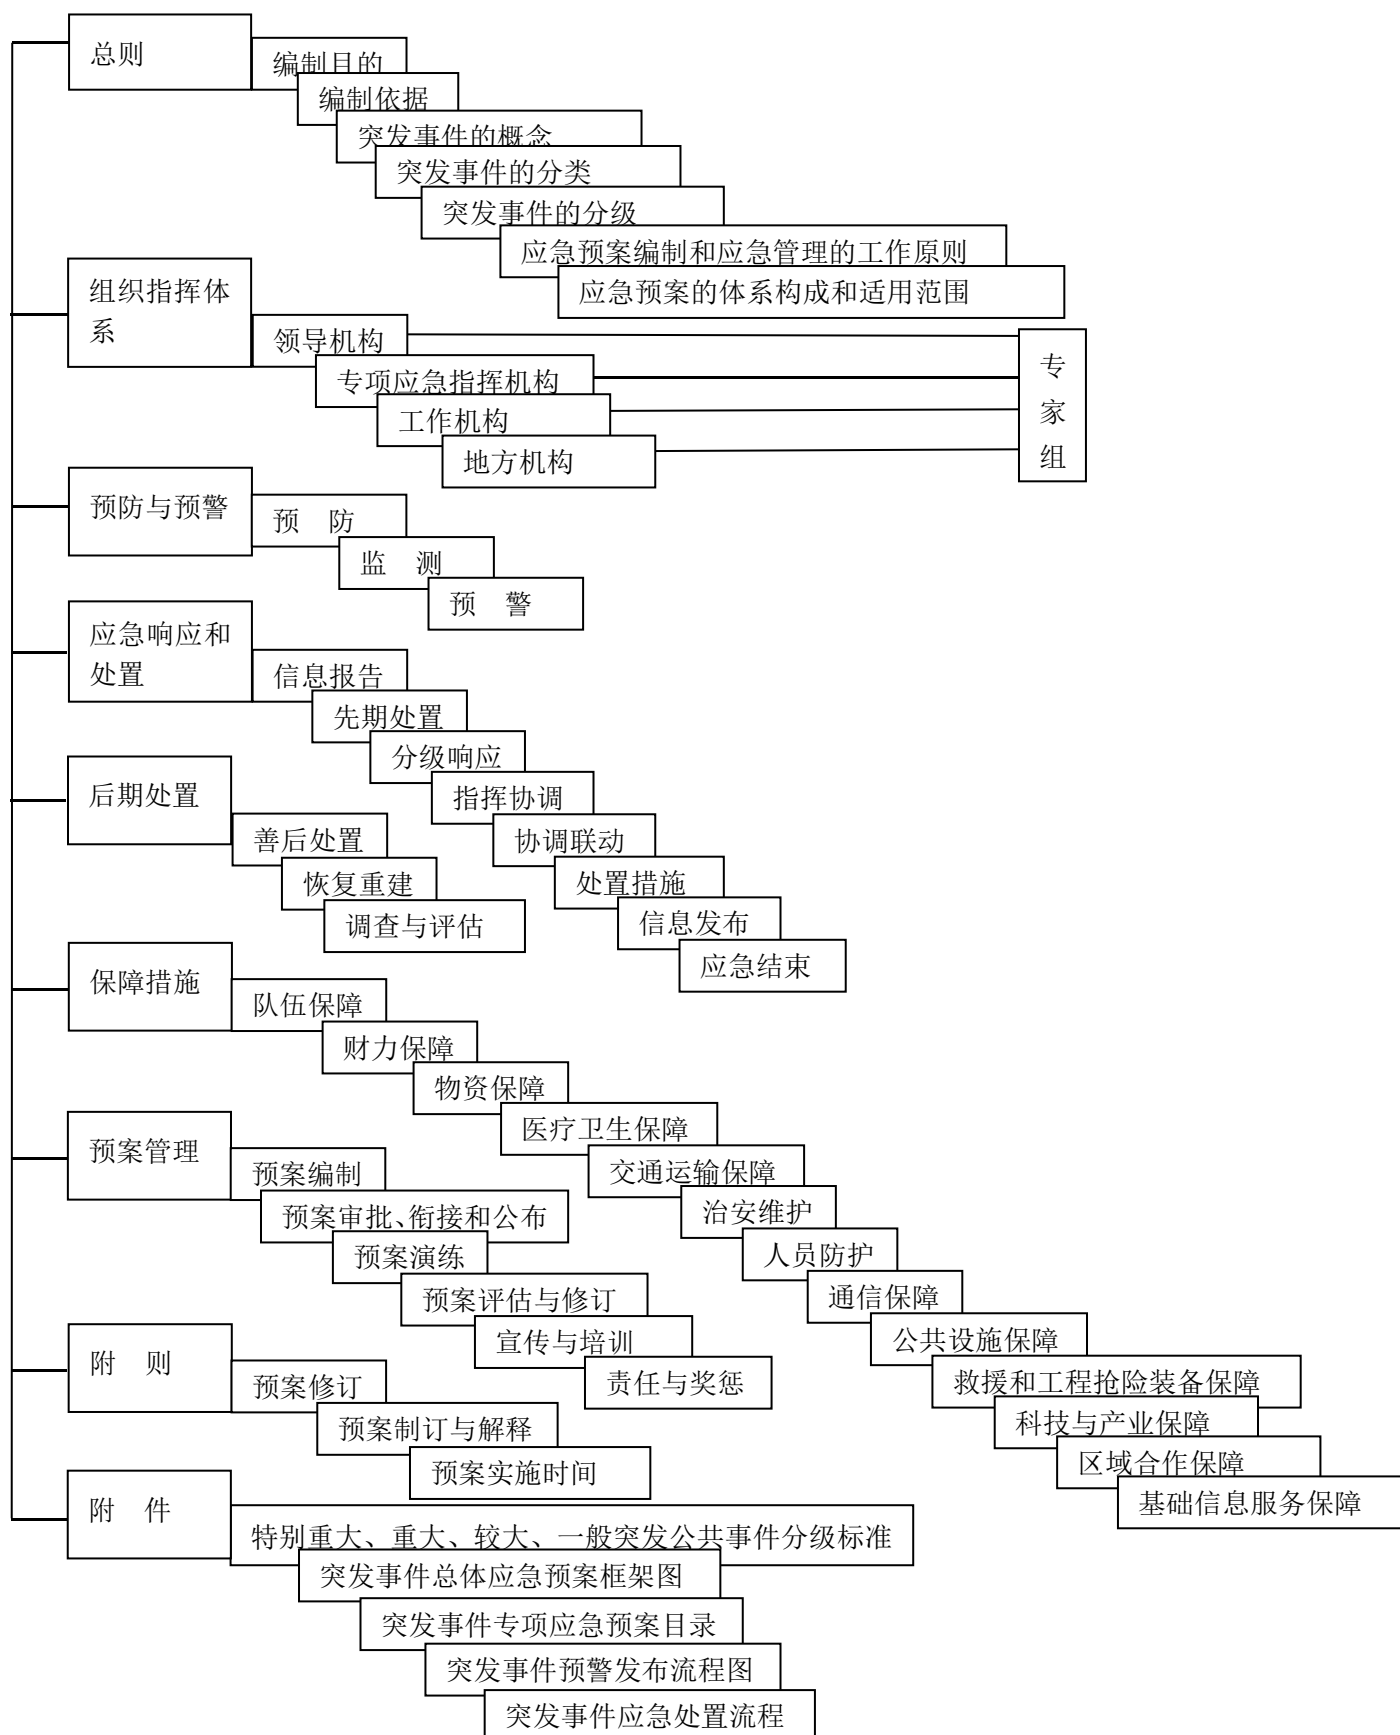 总则
编制目的
编制依据
突发事件的概念
突发事件的分类
突发事件的分级
应急预案编制和应急管理的工作原则
应急预案的体系构成和适用范围
组织指挥体
系
领导机构
专项应急指挥机构
工作机构
地方机构
专
家
组
预防与预警
预 防
监 测
预 警
应急响应和
处置
信息报告
先期处置
分级响应
指挥协调
协调联动
处置措施
信息发布
应急结束
后期处置
善后处置
恢复重建
调查与评估
保障措施
队伍保障
财力保障
物资保障
医疗卫生保障
交通运输保障
治安维护
人员防护
通信保障
公共设施保障
救援和工程抢险装备保障
科技与产业保障
区域合作保障
基础信息服务保障
预案管理
预案编制
预案审批、衔接和公布
预案演练
预案评估与修订
宣传与培训
责任与奖惩
附 则
预案修订
预案制订与解释
预案实施时间
附 件
特别重大、重大、较大、一般突发公共事件分级标准
突发事件总体应急预案框架图
突发事件专项应急预案目录
突发事件预警发布流程图
突发事件应急处置流程